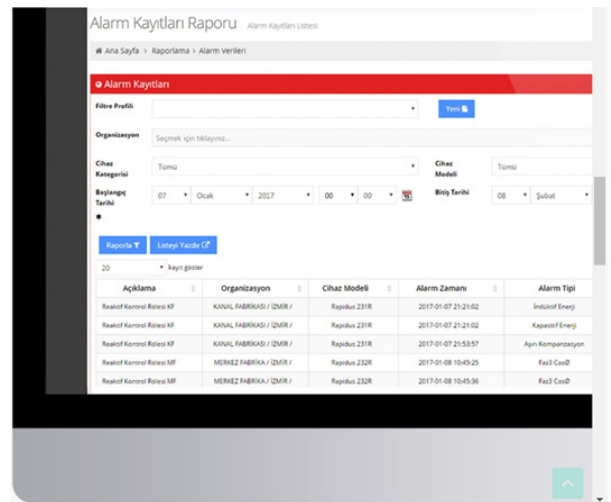 Alarm Kayıtları Raporu Alarm Kayıtları Listesi
Ana Sayfa > Raporlama > Alarm Verileri
Alarm Kayıtları
Filtre Profili Yeni
Organizasyon Seçmek için tıklayınız...
Cihaz Kategorisi Tümü Cihaz Modeli Tümü
Başlangıç Tarihi 07 Ocak 2017 00 00 Bitiş Tarihi 08 Şubat
*
Raporla Listeyi Yazdır
20 kayıt göster
Açıklama Organizasyon Cihaz Modeli Alarm Zamanı Alarm Tipi
Reaktif Kontrol Rolesi KF KANAL FABRİKASI / İZMİR / Rapidus 231R 2017-01-07 21:21:02 İndüktif Enerji
Reaktif Kontrol Rolesi KF KANAL FABRİKASI / İZMİR / Rapidus 231R 2017-01-07 21:21:02 Kapasitif Enerji
Reaktif Kontrol Rolesi KF KANAL FABRİKASI / İZMİR / Rapidus 231R 2017-01-07 21:53:57 Aşırı Kompanzasyon
Reaktif Kontrol Rolesi MF MERKEZ FABRİKA / İZMİR / Rapidus 232R 2017-01-08 10:45:25 Faz3 CosØ
Reaktif Kontrol Rolesi MF MERKEZ FABRİKA / İZMİR / Rapidus 232R 2017-01-08 10:45:36 Faz3 CosØ